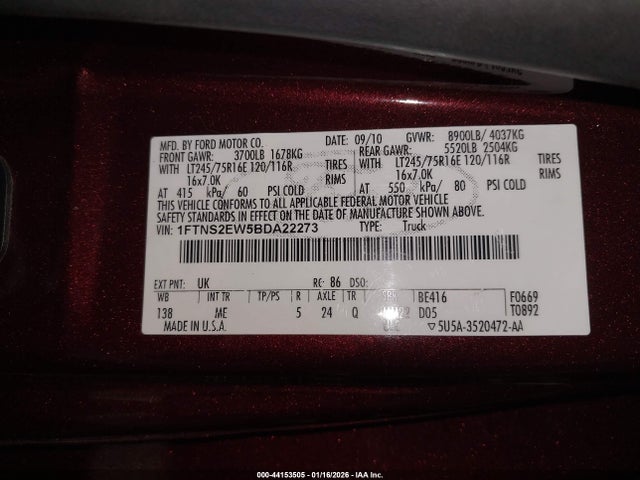 MFD. BY FORD MOTOR CO. DATE: 09/10 GVWR: 8900LB/ 4037KG
FRONT GAWR: 3700LB 1678KG REAR GAWR: 5520LB 2504KG
WITH LT245/75R16E 120/116R TIRES WITH LT245/75R16E 120/116R TIRES
16x7.0K RIMS 16x7.0K RIMS
AT 415 kPa/ 60 PSI COLD AT 550 kPa/ 80 PSI COLD
THIS VEHICLE CONFORMS TO ALL APPLICABLE FEDERAL MOTOR VEHICLE
SAFETY STANDARDS IN EFFECT ON THE DATE OF MANUFACTURE SHOWN ABOVE.
VIN: 1FTNS2EW5BDA22273 TYPE: Truck
EXT PNT: UK RC: 86 DSO:
WB INT TR TP/PS R AXLE TR BE416 F0669
138 ME 5 24 Q D05 T0892
MADE IN U.S.A. 5U5A-3520472-AA
000-44153505 - 01/16/2026 - IAA Inc.